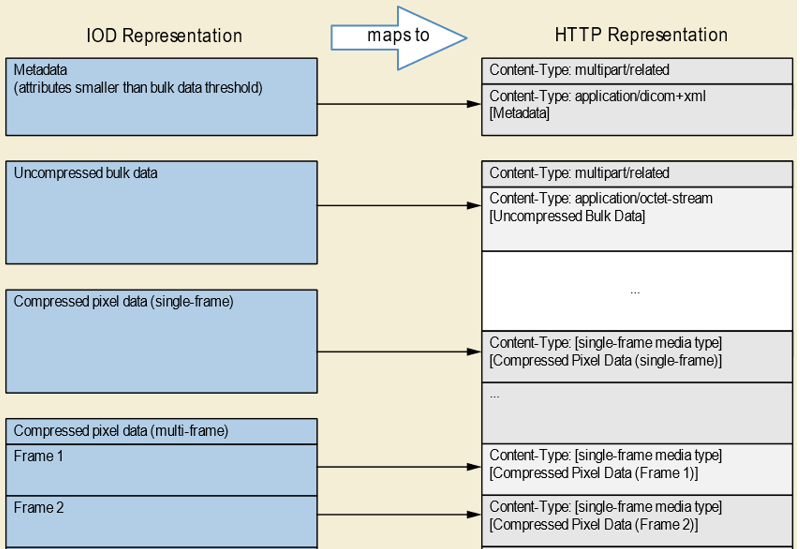 IOD Representation
maps to
HTTP Representation
Metadata
(attributes smaller than bulk data threshold)
Content-Type: multipart/related
Content-Type: application/dicom+xml
[Metadata]
Uncompressed bulk data
Content-Type: multipart/related
Content-Type: application/octet-stream
[Uncompressed Bulk Data]
...
Compressed pixel data (single-frame)
Content-Type: [single-frame media type]
[Compressed Pixel Data (single-frame)]
...
Compressed pixel data (multi-frame)
Frame 1
Content-Type: [single-frame media type]
[Compressed Pixel Data (Frame 1)]
Frame 2
Content-Type: [single-frame media type]
[Compressed Pixel Data (Frame 2)]